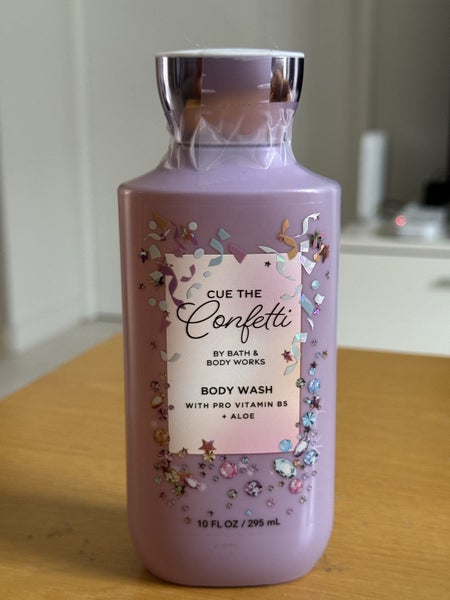 CUE THE
Confetti
BY BATH &
BODY WORKS
BODY WASH
WITH PRO VITAMIN B5
+ ALOE
10 FL OZ / 295 mL